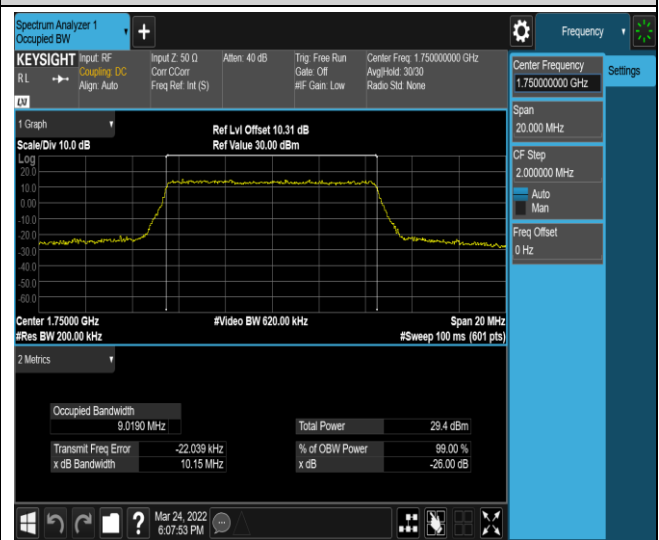 Spectrum Analyzer 1
Occupied BW
+
Frequency
KEYSIGHT
RL
LXI
Input: RF
Coupling: DC
Align: Auto
Input Z: 50 Ω
Corr CCorr
Freq Ref: Int (S)
Atten: 40 dB
Trig: Free Run
Gate: Off
#IF Gain: Low
Center Freq: 1.750000000 GHz
Avg|Hold: 30/30
Radio Std: None
Center Frequency
1.750000000 GHz
Settings
Span
20.000 MHz
CF Step
2.000000 MHz
Auto
Man
Freq Offset
0 Hz
1 Graph
Scale/Div 10.0 dB
Ref Lvl Offset 10.31 dB
Ref Value 30.00 dBm
Log
20.0
10.0
0.00
-10.0
-20.0
-30.0
-40.0
-50.0
-60.0
Center 1.75000 GHz
#Video BW 620.00 kHz
Span 20 MHz
#Res BW 200.00 kHz
#Sweep 100 ms (601 pts)
2 Metrics
Occupied Bandwidth
9.0190 MHz
Total Power 29.4 dBm
Transmit Freq Error -22.039 kHz
% of OBW Power 99.00 %
x dB Bandwidth 10.15 MHz
x dB -26.00 dB
?
Mar 24, 2022
6:07:53 PM